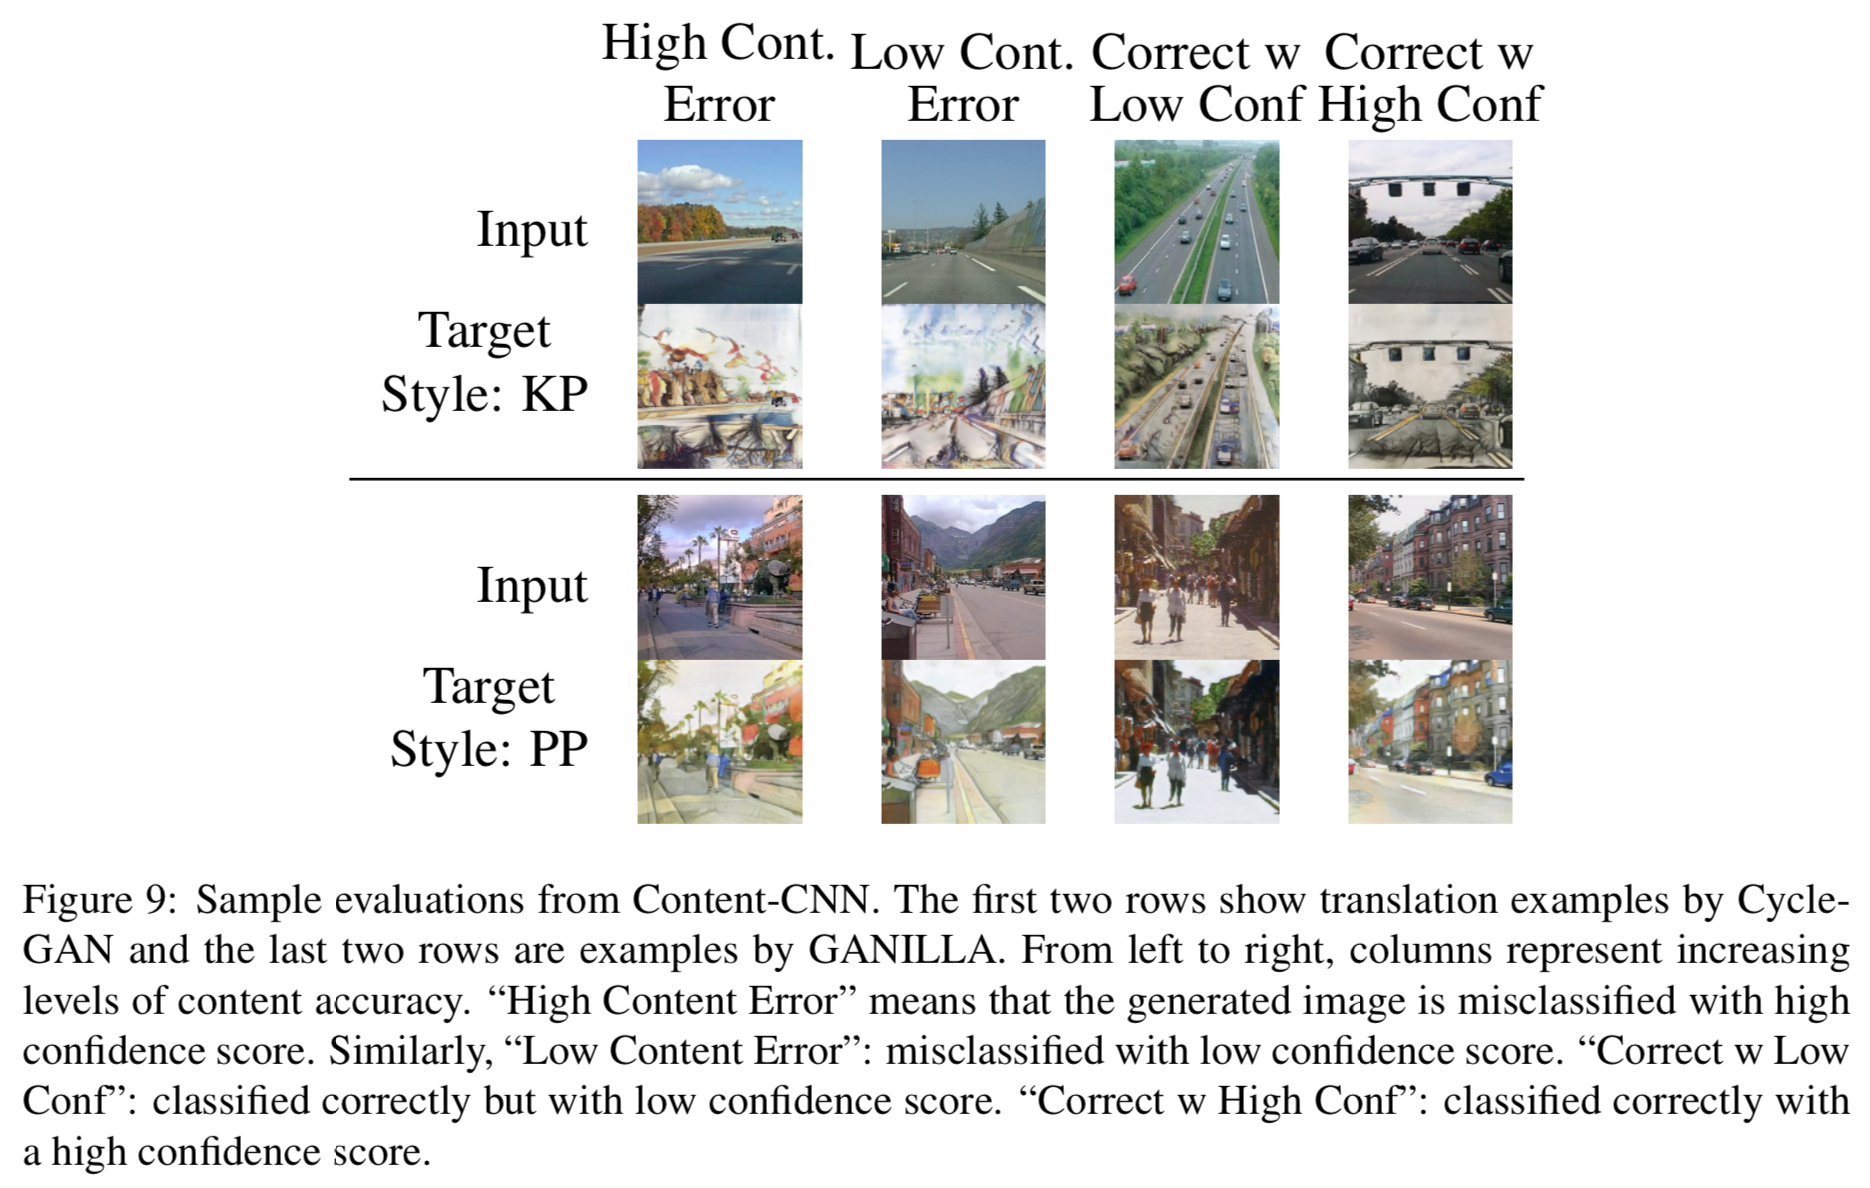 High Cont. Low Cont. Correct w Correct w
Error Error Low Conf High Conf
Input
Target
Style: KP
Input
Target
Style: PP
Figure 9: Sample evaluations from Content-CNN. The first two rows show translation examples by Cycle-
GAN and the last two rows are examples by GANILLA. From left to right, columns represent increasing
levels of content accuracy. “High Content Error” means that the generated image is misclassified with high
confidence score. Similarly, “Low Content Error”: misclassified with low confidence score. “Correct w Low
Conf”: classified correctly but with low confidence score. “Correct w High Conf”: classified correctly with
a high confidence score.